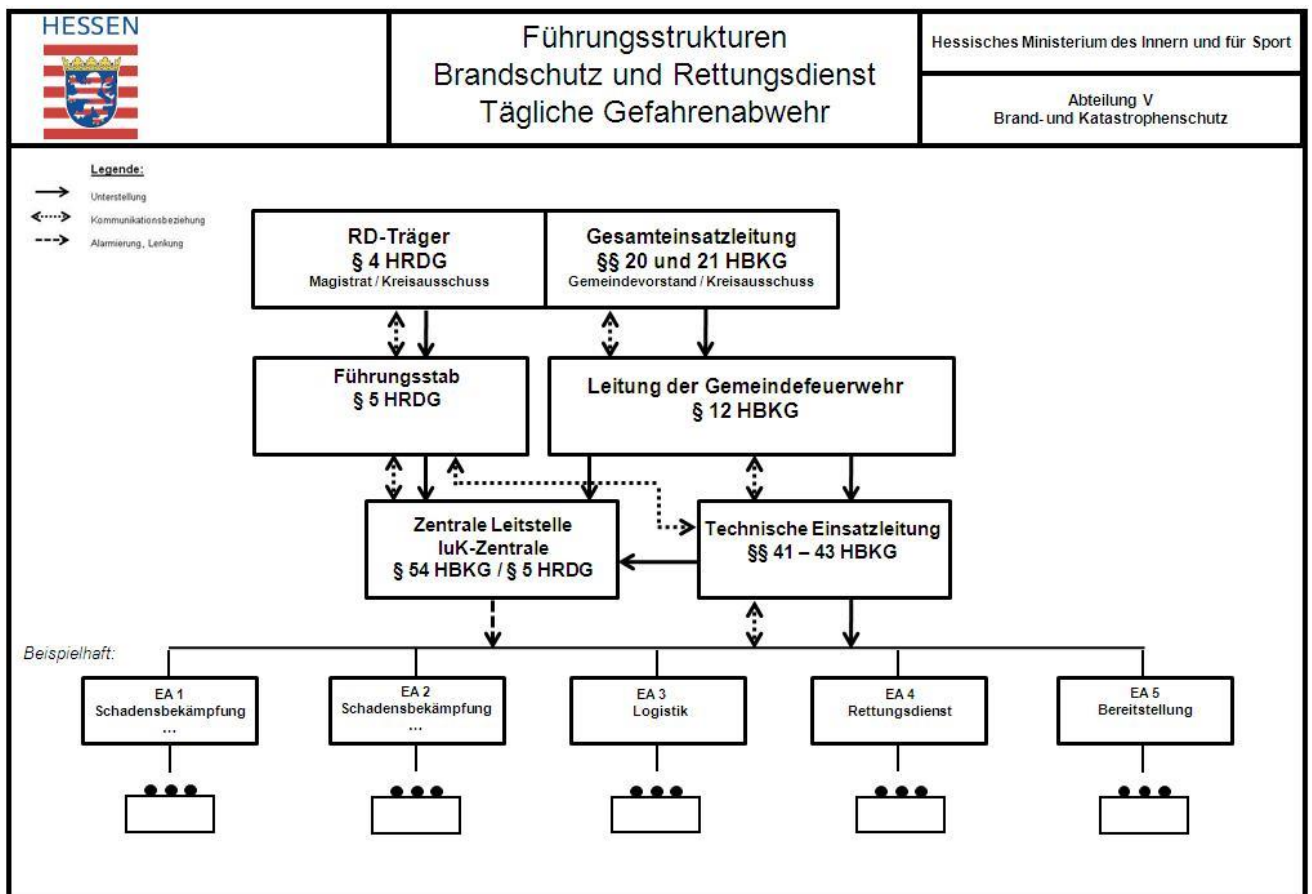 HESSEN
Führungsstrukturen
Brandschutz und Rettungsdienst
Tägliche Gefahrenabwehr
Hessisches Ministerium des Innern und für Sport
Abteilung V
Brand- und Katastrophenschutz
Legende:
Unterstellung
Kommunikationsbeziehung
Alarmierung, Lenkung
RD-Träger
§ 4 HRDG
Magistrat / Kreisausschuss
Gesamteinsatzleitung
§§ 20 und 21 HBKG
Gemeindevorstand / Kreisausschuss
Führungsstab
§ 5 HRDG
Leitung der Gemeindefeuerwehr
§ 12 HBKG
Zentrale Leitstelle
IuK-Zentrale
§ 54 HBKG / § 5 HRDG
Technische Einsatzleitung
§§ 41 – 43 HBKG
Beispielhaft:
EA 1
Schadensbekämpfung
...
EA 2
Schadensbekämpfung
...
EA 3
Logistik
EA 4
Rettungsdienst
EA 5
Bereitstellung